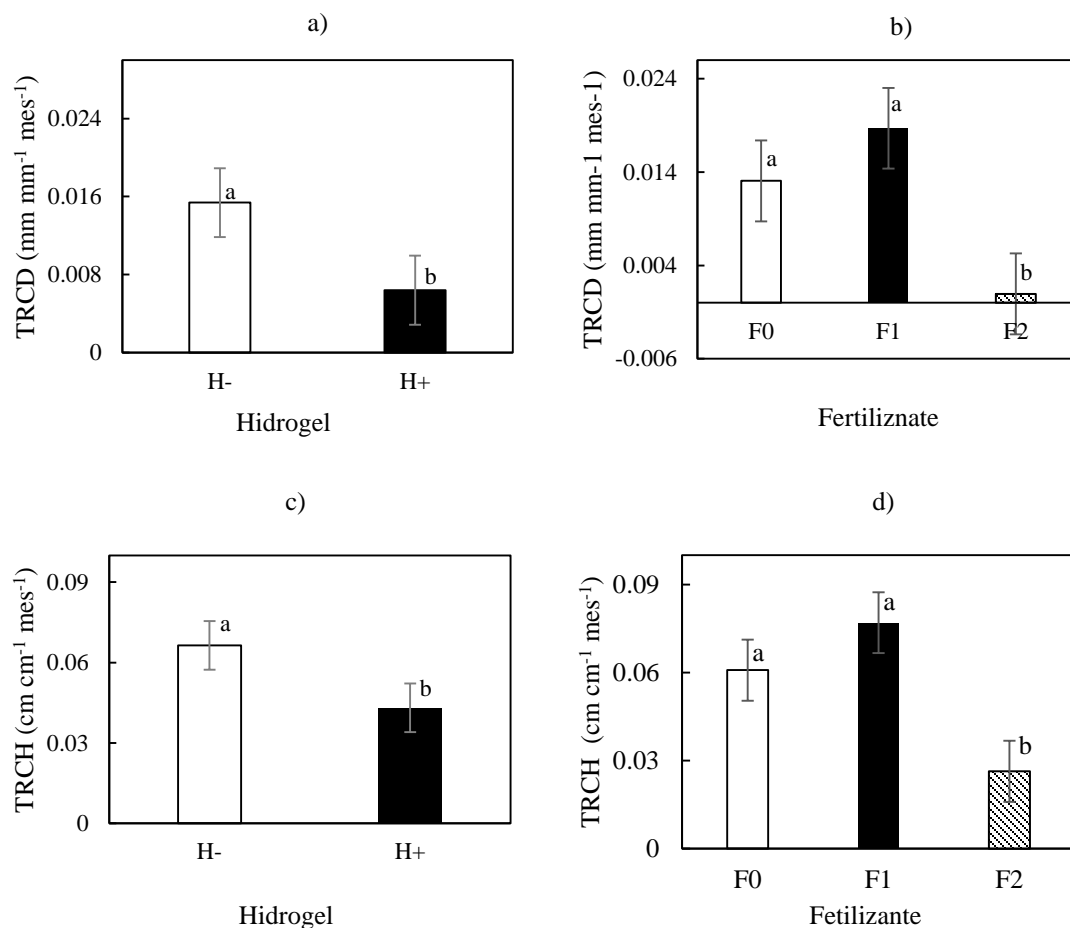 a)
TRCD (mm mm-1 mes-1)
0.024
0.016
0.008
0
a
b
H-
H+
Hidrogel
b)
TRCD (mm mm-1 mes-1)
0.024
0.014
0.004
-0.006
a
a
b
F0
F1
F2
Fertiliznate
c)
TRCH (cm cm-1 mes-1)
0.09
0.06
0.03
0
a
b
H-
H+
Hidrogel
d)
TRCH (cm cm-1 mes-1)
0.09
0.06
0.03
0
a
a
b
F0
F1
F2
Fetilizante